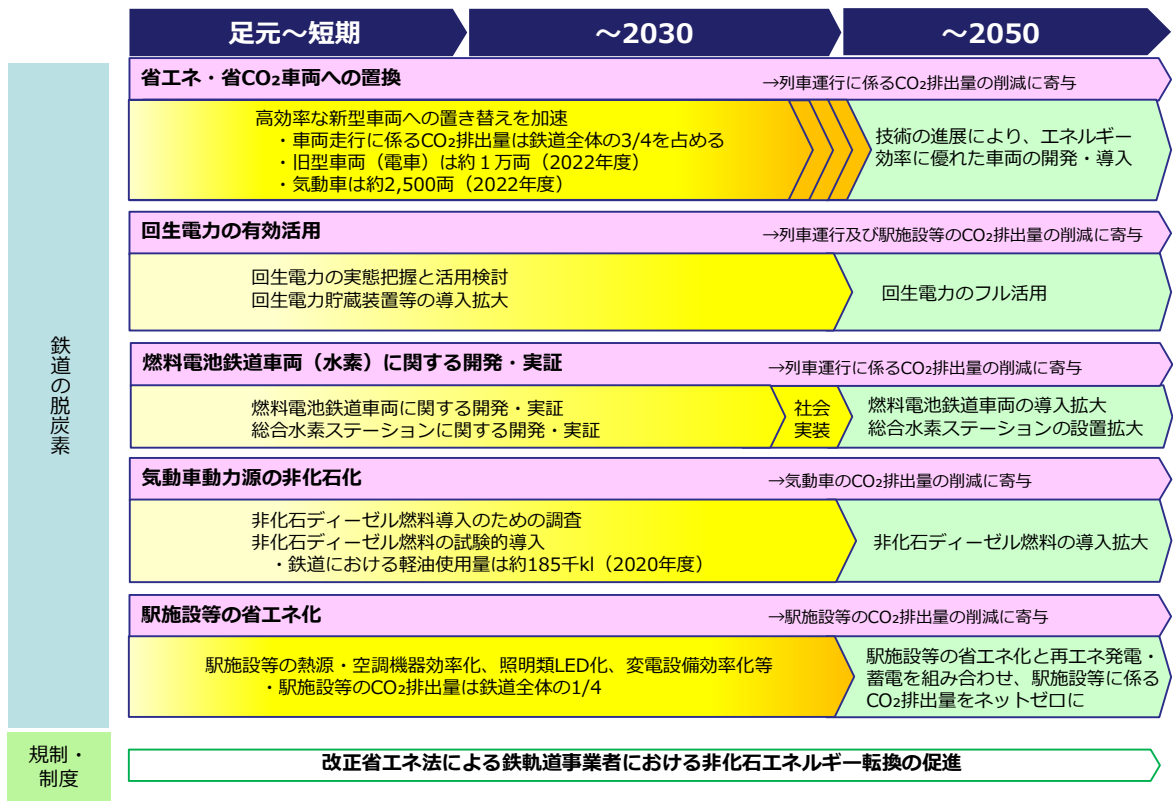 足元～短期
～2030
～2050
鉄道の脱炭素
省エネ・省CO₂車両への置換
→列車運行に係るCO₂排出量の削減に寄与
高効率な新型車両への置き替えを加速
・車両走行に係るCO₂排出量は鉄道全体の3/4を占める
・旧型車両（電車）は約１万両（2022年度）
・気動車は約2,500両（2022年度）
技術の進展により、エネルギー
効率に優れた車両の開発・導入
回生電力の有効活用
→列車運行及び駅施設等のCO₂排出量の削減に寄与
回生電力の実態把握と活用検討
回生電力貯蔵装置等の導入拡大
回生電力のフル活用
燃料電池鉄道車両（水素）に関する開発・実証
→列車運行に係るCO₂排出量の削減に寄与
燃料電池鉄道車両に関する開発・実証
総合水素ステーションに関する開発・実証
社会
実装
燃料電池鉄道車両の導入拡大
総合水素ステーションの設置拡大
気動車動力源の非化石化
→気動車のCO₂排出量の削減に寄与
非化石ディーゼル燃料導入のための調査
非化石ディーゼル燃料の試験的導入
・鉄道における軽油使用量は約185千kl（2020年度）
非化石ディーゼル燃料の導入拡大
駅施設等の省エネ化
→駅施設等のCO₂排出量の削減に寄与
駅施設等の熱源・空調機器効率化、照明類LED化、変電設備効率化等
・駅施設等のCO₂排出量は鉄道全体の1/4
駅施設等の省エネ化と再エネ発電・
蓄電を組み合わせ、駅施設等に係る
CO₂排出量をネットゼロに
規制・
制度
改正省エネ法による鉄軌道事業者における非化石エネルギー転換の促進